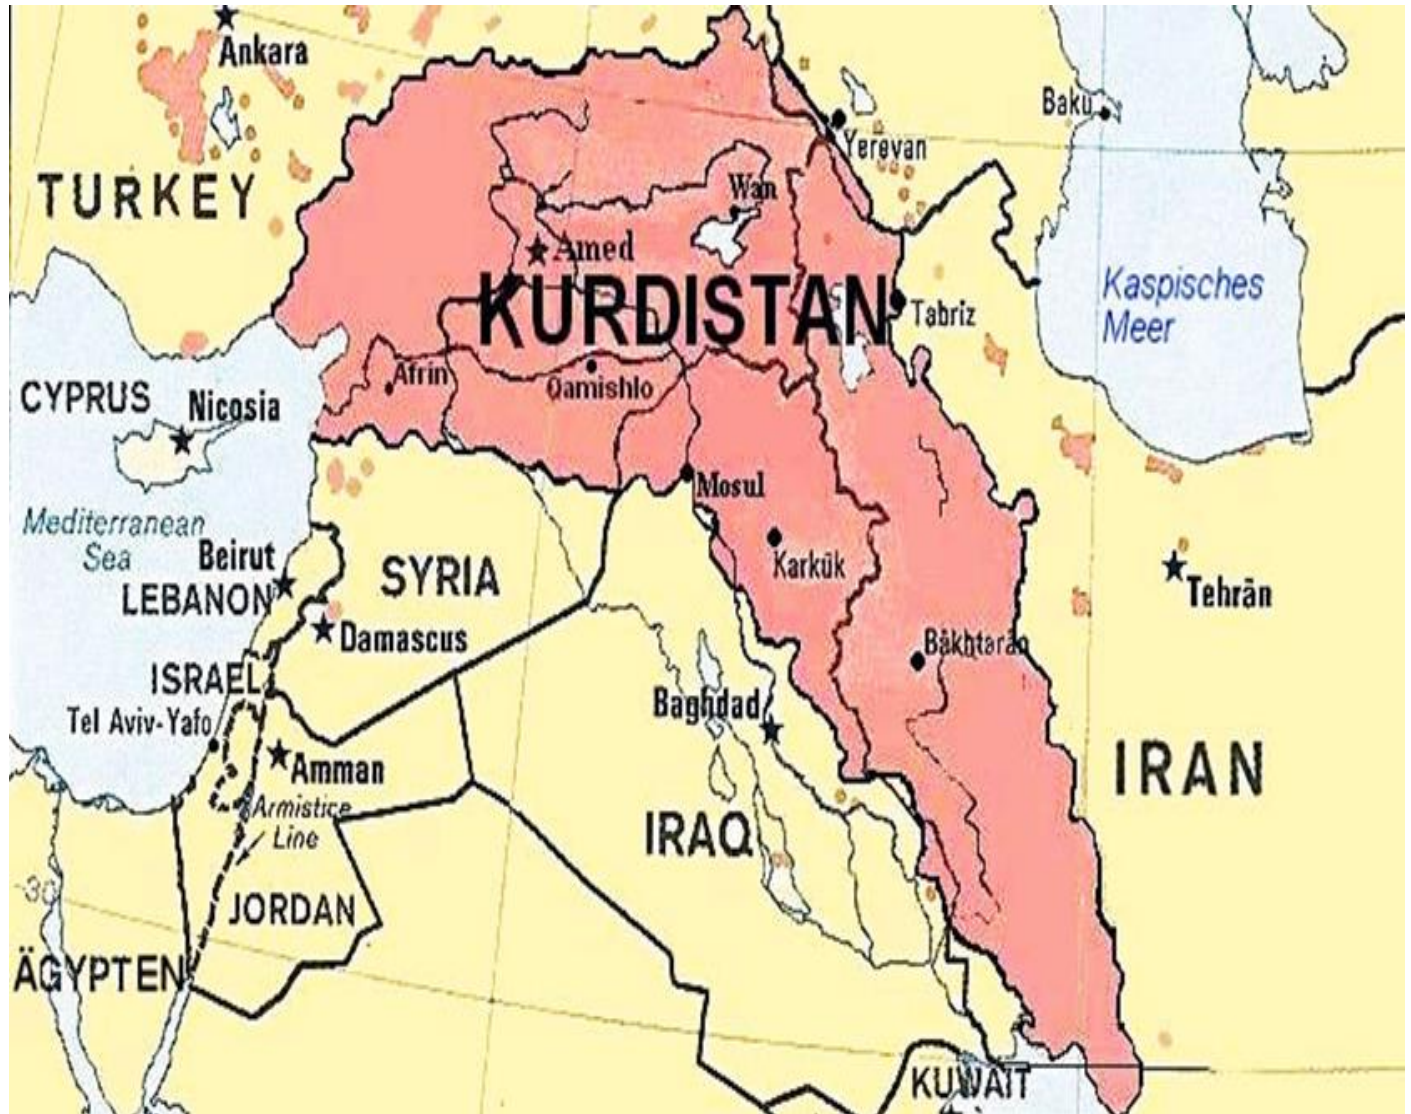 Ankara
Baku
Yerevan
TURKEY
Wan
Amed
KURDISTAN
Kaspisches
Meer
Tabriz
Afrin
Qamishlo
CYPRUS
Nicosia
Mosul
Mediterranean
Sea
Beirut
LEBANON
SYRIA
Karkūk
Tehrān
Damascus
Bākhtarān
ISRAEL
Tel Aviv-Yafo
Baghdad
Amman
IRAN
Armistice
Line
IRAQ
30
JORDAN
ÄGYPTEN
KUWAIT